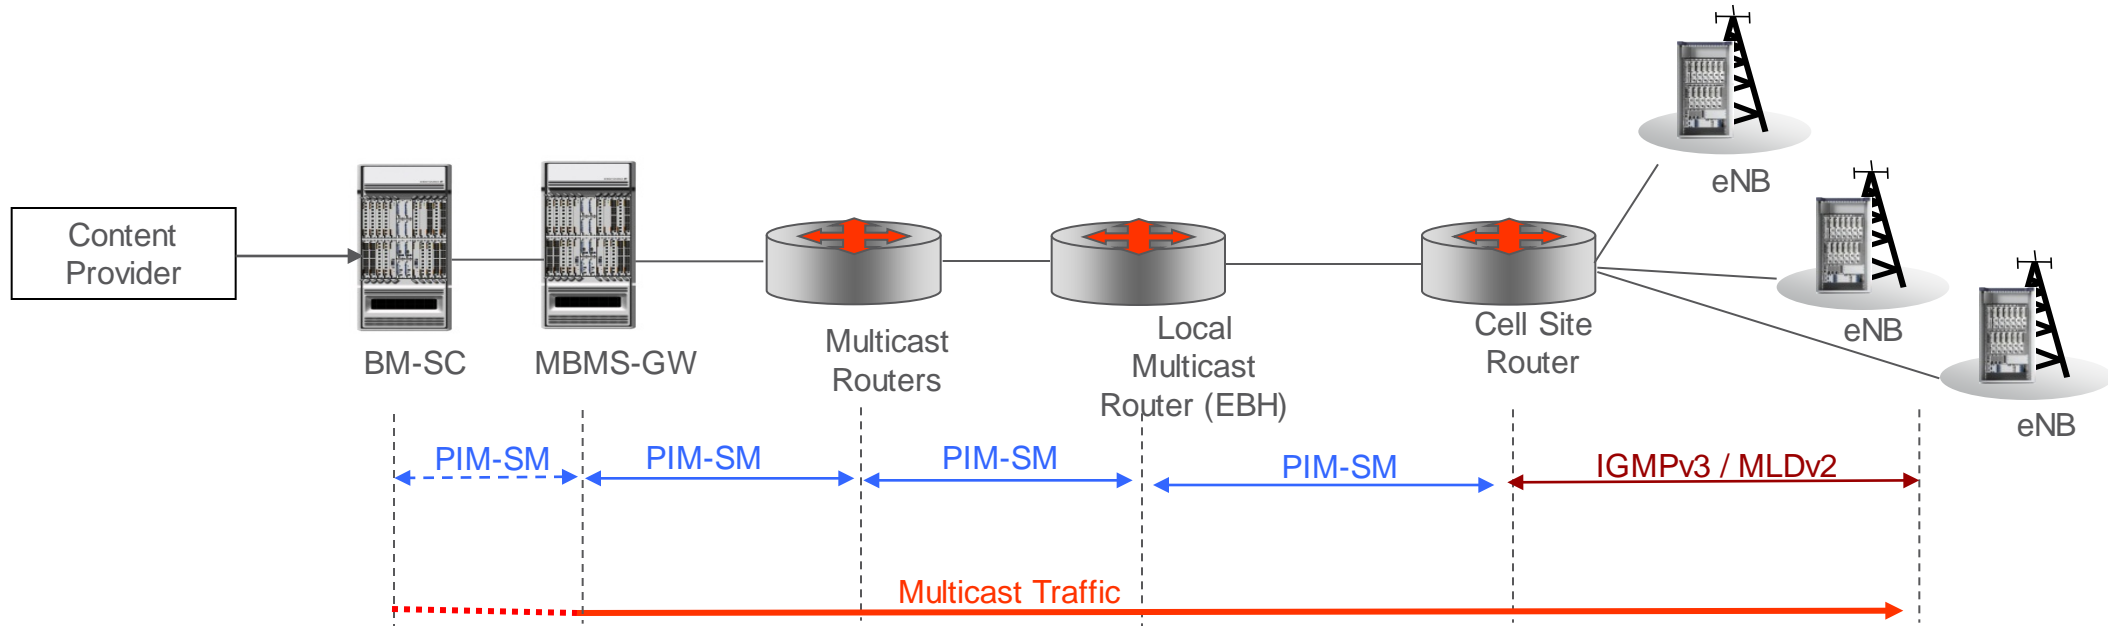 Content
Provider
BM-SC
MBMS-GW
Multicast
Routers
Local
Multicast
Router (EBH)
Cell Site
Router
eNB
eNB
eNB
PIM-SM
PIM-SM
PIM-SM
PIM-SM
IGMPv3 / MLDv2
Multicast Traffic